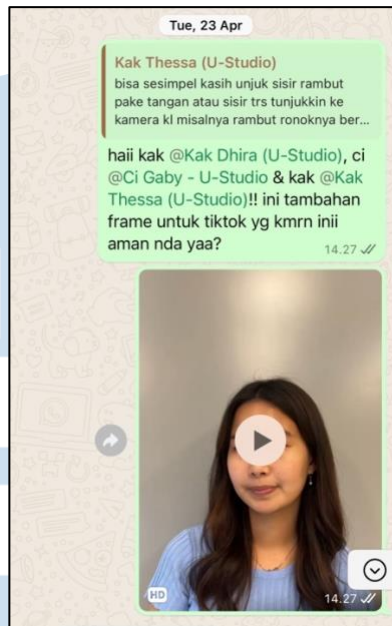 Tue, 23 Apr
Kak Thessa (U-Studio)
bisa sesimpel kasih unjuk sisir rambut
pake tangan atau sisir trs tunjukkin ke
kamera kl misalnya rambut ronoknya ber...
haii kak @Kak Dhira (U-Studio), ci
@Ci Gaby - U-Studio & kak @Kak
Thessa (U-Studio)!! ini tambahan
frame untuk tiktok yg kmrn inii
aman nda yaa?
14.27
HD
14.27